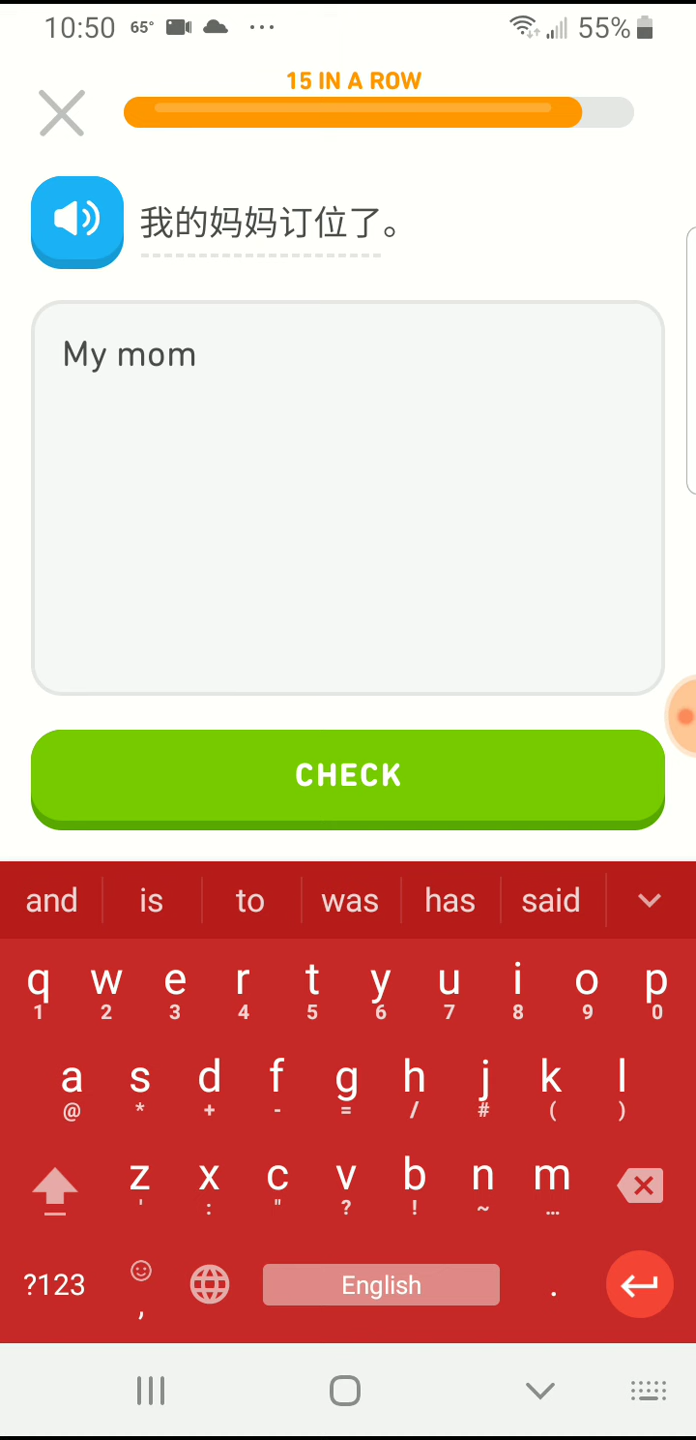 10:50 65° ... 55%
15 IN A ROW
我的妈妈订位了。
My mom
CHECK
and is to was has said
q w e r t y u i o p
1 2 3 4 5 6 7 8 9 0
a s d f g h j k l
@ * + - = / # ( )
z x c v b n m
' : " ? ! ~ ...
?123 , English .